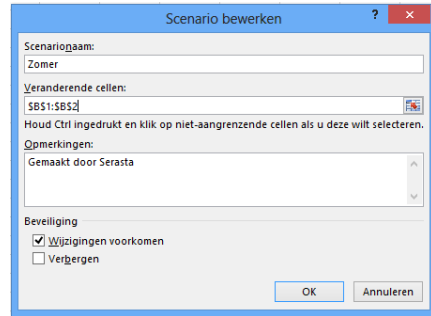 Scenario bewerken
?
×
Scenarionaam:
Zomer
Veranderende cellen:
$B$1:$B$2
Houd Ctrl ingedrukt en klik op niet-aangrenzende cellen als u deze wilt selecteren.
Opmerkingen:
Gemaakt door Serasta
Beveiliging
Wijzigingen voorkomen
Verbergen
OK Annuleren